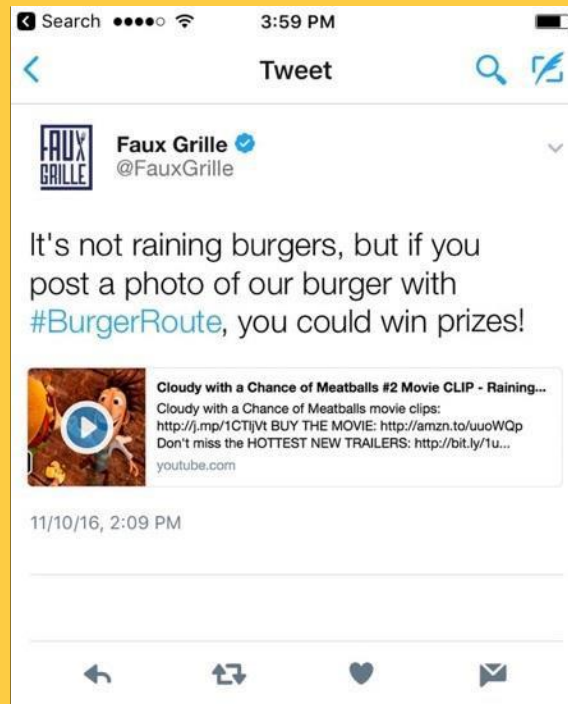 Search 3:59 PM
Tweet
FAUX
GRILLE
Faux Grille
@FauxGrille
It's not raining burgers, but if you
post a photo of our burger with
#BurgerRoute, you could win prizes!
Cloudy with a Chance of Meatballs #2 Movie CLIP - Raining...
Cloudy with a Chance of Meatballs movie clips:
http://j.mp/1CTljVt BUY THE MOVIE: http://amzn.to/uuoWQp
Don't miss the HOTTEST NEW TRAILERS: http://bit.ly/1u...
youtube.com
11/10/16, 2:09 PM